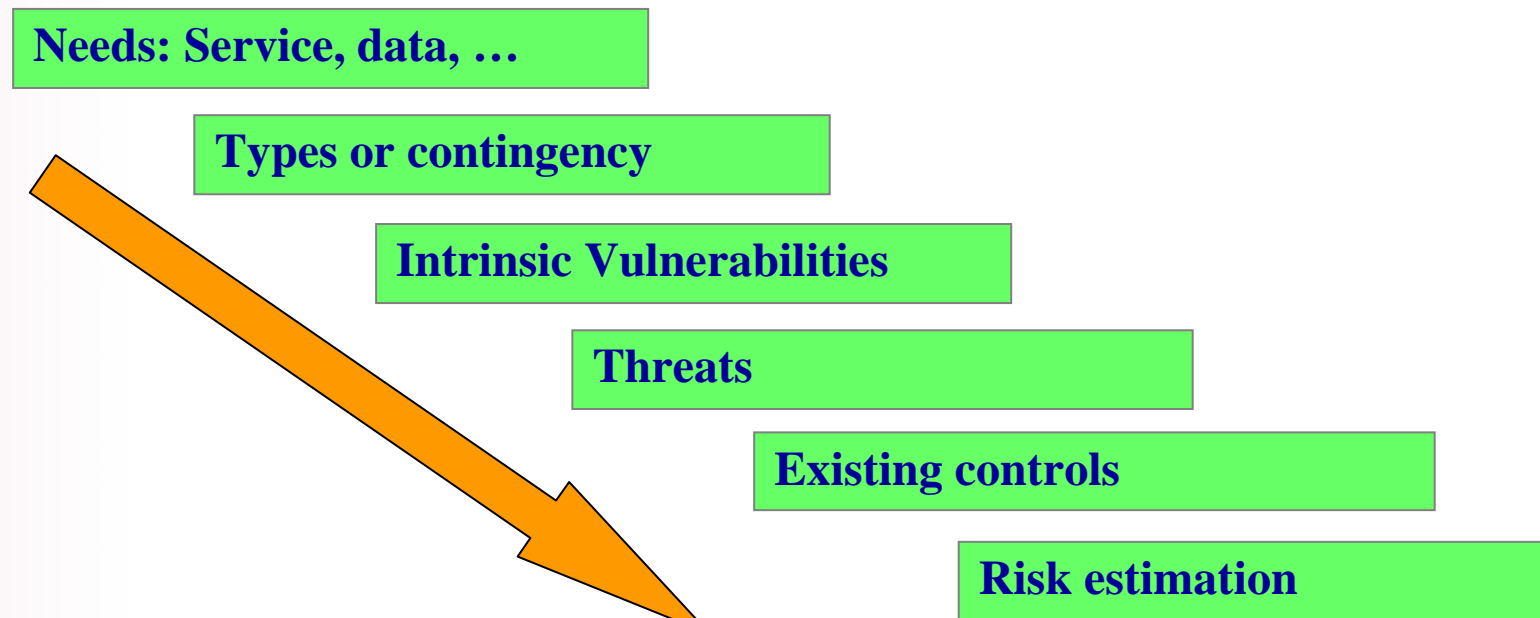 Needs: Service, data, …
Types or contingency
Intrinsic Vulnerabilities
Threats
Existing controls
Risk estimation